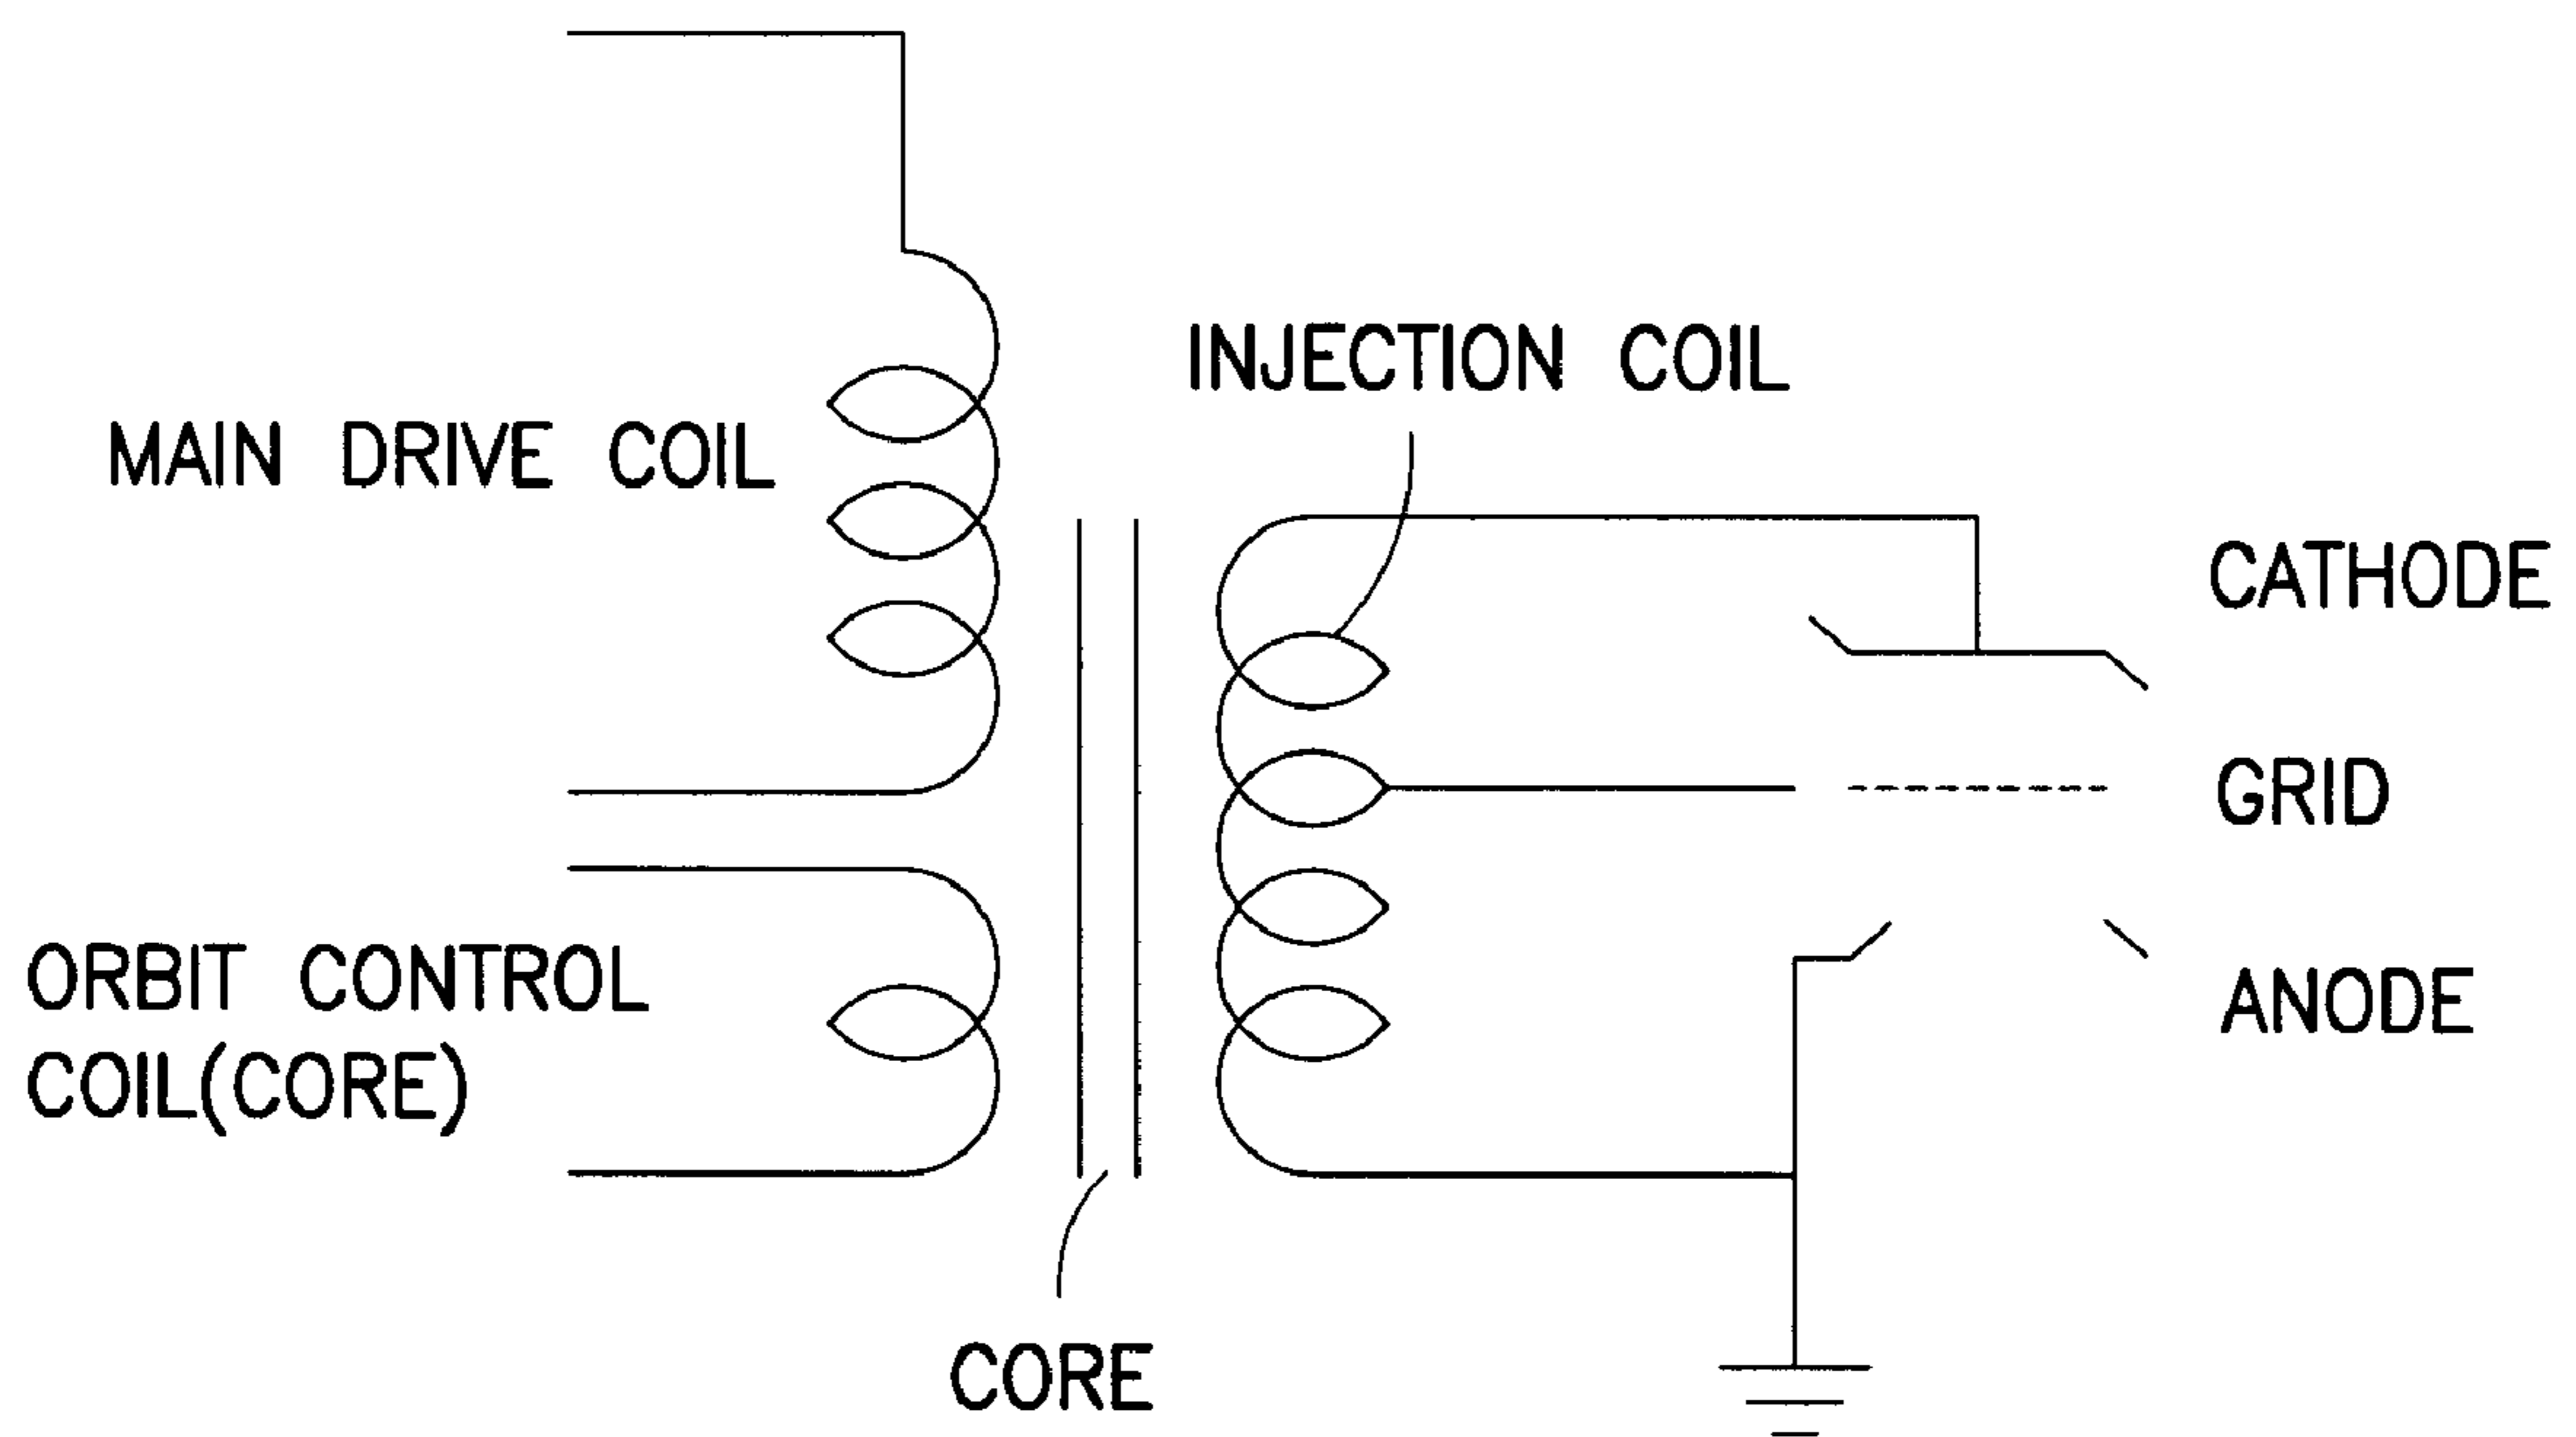 INJECTION COIL
MAIN DRIVE COIL
CATHODE
GRID
ORBIT CONTROL
COIL(CORE)
ANODE
CORE